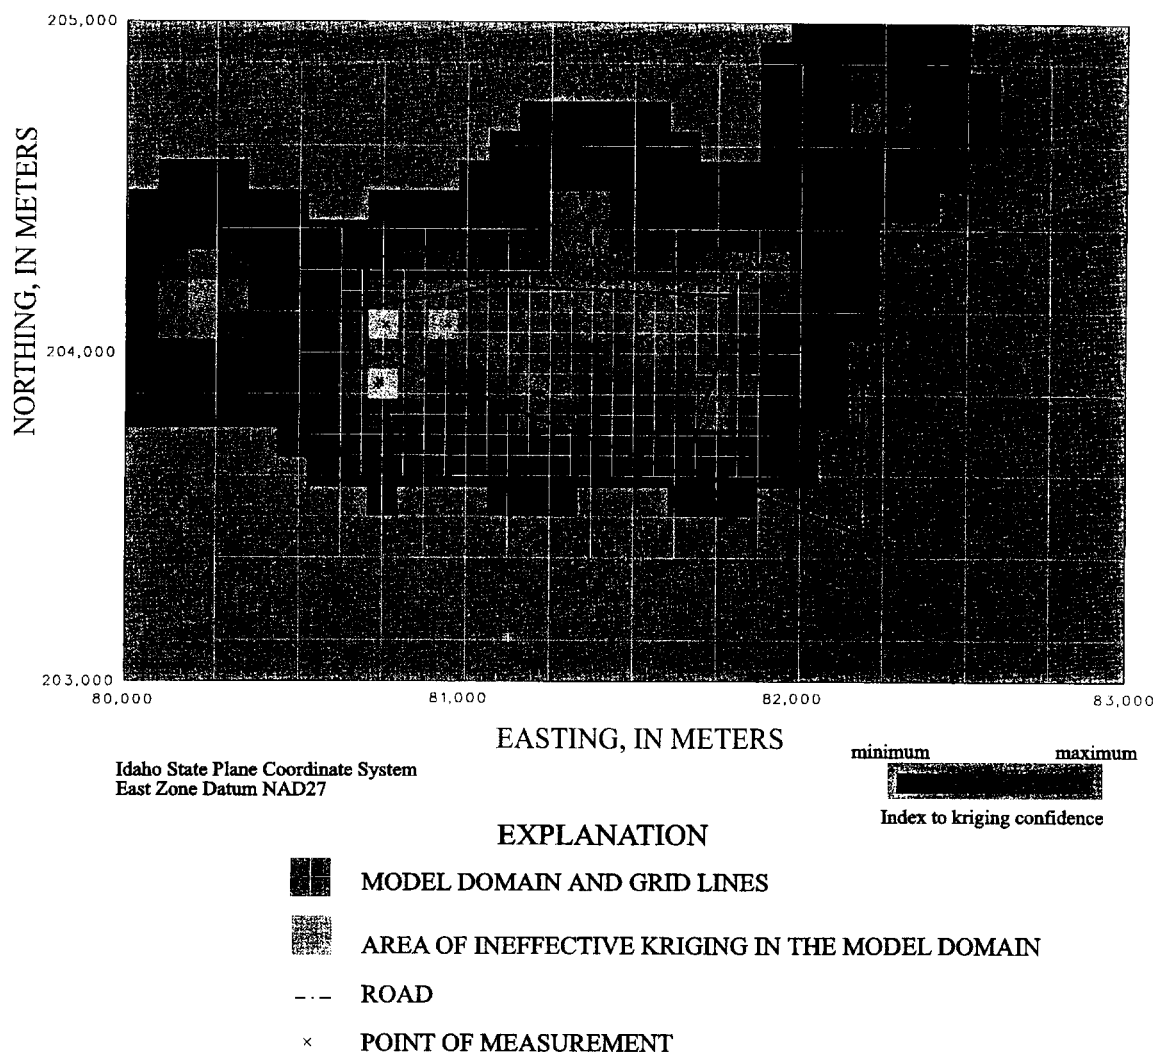 205,000
NORTHING, IN METERS
204,000
203,000
80,000
81,000
82,000
83,000
EASTING, IN METERS
Idaho State Plane Coordinate System
East Zone Datum NAD27
minimum
maximum
Index to kriging confidence
EXPLANATION
MODEL DOMAIN AND GRID LINES
AREA OF INEFFECTIVE KRIGING IN THE MODEL DOMAIN
ROAD
POINT OF MEASUREMENT